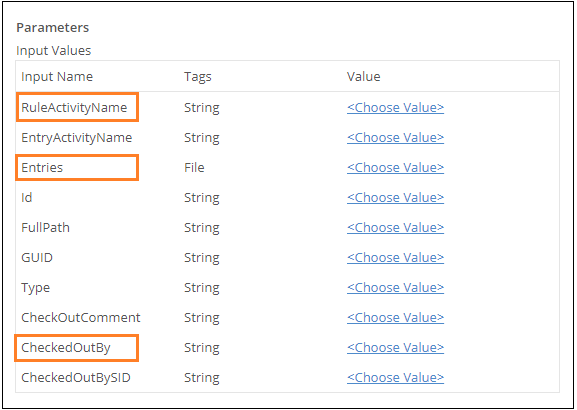 Parameters
Input Values
Input Name Tags Value
RuleActivityName String <Choose Value>
EntryActivityName String <Choose Value>
Entries File <Choose Value>
Id String <Choose Value>
FullPath String <Choose Value>
GUID String <Choose Value>
Type String <Choose Value>
CheckOutComment String <Choose Value>
CheckedOutBy String <Choose Value>
CheckedOutBySID String <Choose Value>